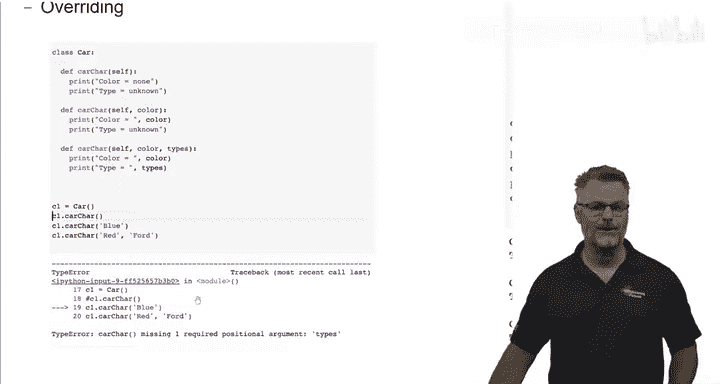 – Overriding
class Car:
def carChar(self):
print("Color = none")
print("Type = unknown")
def carChar(self, color):
print("Color = ", color)
print("Type = unknown")
def carChar(self, color, types):
print("Color = ", color)
print("Type = ", types)
c1 = Car()
c1.carChar()
c1.carChar('Blue')
c1.carChar('Red', 'Ford')
TypeError Traceback (most recent call last)
<ipython-input-9-ff525657b3b0> in <module>()
17 c1 = Car()
18 #c1.carChar()
---> 19 c1.carChar('Blue')
20 c1.carChar('Red', 'Ford')
TypeError: carChar() missing 1 required positional argument: 'types'